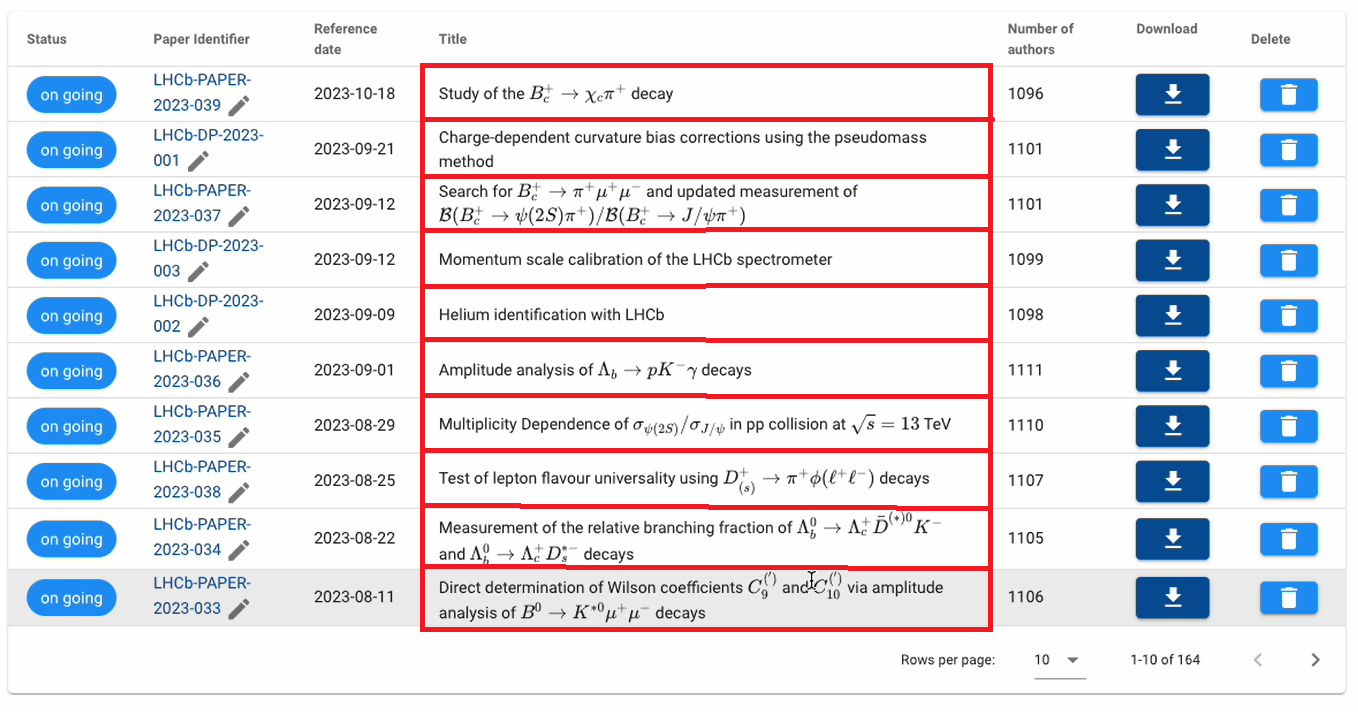 Status Paper Identifier Reference date Title Number of authors Download Delete
on going LHCb-PAPER-2023-039 2023-10-18 Study of the $B_c^+ \to \chi_c \pi^+$ decay 1096
on going LHCb-DP-2023-001 2023-09-21 Charge-dependent curvature bias corrections using the pseudomass method 1101
on going LHCb-PAPER-2023-037 2023-09-12 Search for $B_c^+ \to \pi^+ \mu^+ \mu^-$ and updated measurement of $\mathcal{B}(B_c^+ \to \psi(2S)\pi^+)/\mathcal{B}(B_c^+ \to J/\psi\pi^+)$ 1101
on going LHCb-DP-2023-003 2023-09-12 Momentum scale calibration of the LHCb spectrometer 1099
on going LHCb-DP-2023-002 2023-09-09 Helium identification with LHCb 1098
on going LHCb-PAPER-2023-036 2023-09-01 Amplitude analysis of $\Lambda_b \to pK^-\gamma$ decays 1111
on going LHCb-PAPER-2023-035 2023-08-29 Multiplicity Dependence of $\sigma_{\psi(2S)}/\sigma_{J/\psi}$ in pp collision at $\sqrt{s} = 13$ TeV 1110
on going LHCb-PAPER-2023-038 2023-08-25 Test of lepton flavour universality using $D_{(s)}^+ \to \pi^+ \phi(\ell^+\ell^-)$ decays 1107
on going LHCb-PAPER-2023-034 2023-08-22 Measurement of the relative branching fraction of $\Lambda_b^0 \to \Lambda_c^+ \bar{D}^{(*)0} K^-$ and $\Lambda_b^0 \to \Lambda_c^+ D_s^{*-}$ decays 1105
on going LHCb-PAPER-2023-033 2023-08-11 Direct determination of Wilson coefficients $C_9^{(\prime)}$ and $C_{10}^{(\prime)}$ via amplitude analysis of $B^0 \to K^{*0}\mu^+\mu^-$ decays 1106
Rows per page: 10 1-10 of 164